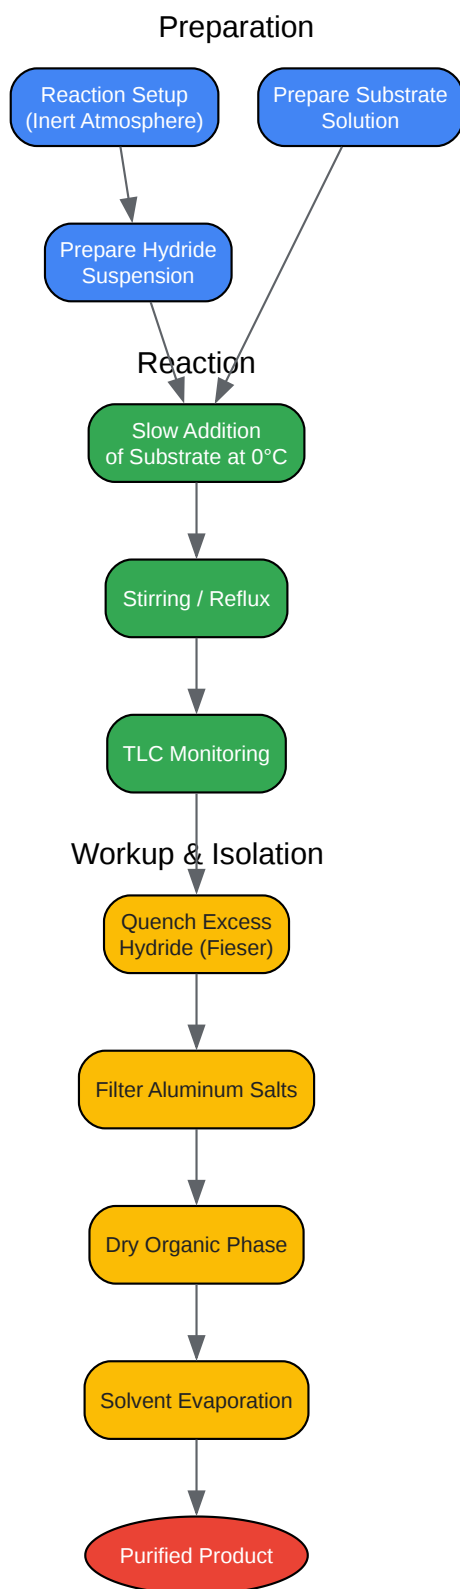 Preparation
Reaction Setup
(Inert Atmosphere)
Prepare Substrate
Solution
Prepare Hydride
Suspension
Reaction
Slow Addition
of Substrate at 0°C
Stirring / Reflux
TLC Monitoring
Workup & Isolation
Quench Excess
Hydride (Fieser)
Filter Aluminum Salts
Dry Organic Phase
Solvent Evaporation
Purified Product